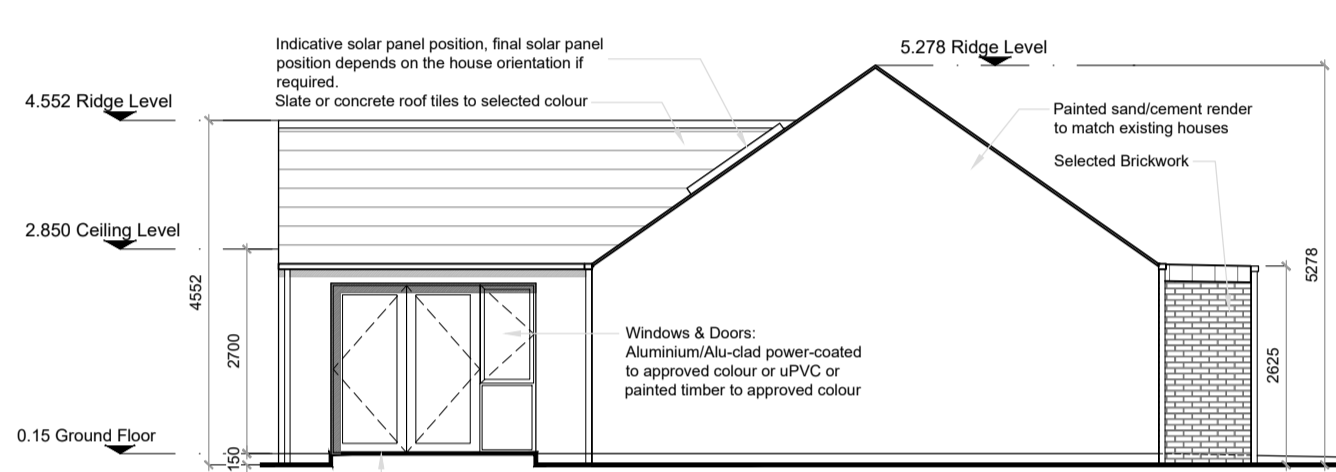 Indicative solar panel position, final solar panel
position depends on the house orientation if
required.
Slate or concrete roof tiles to selected colour
5.278 Ridge Level
4.552 Ridge Level
Painted sand/cement render
to match existing houses
Selected Brickwork
2.850 Ceiling Level
4552
5278
2700
Windows & Doors:
Aluminium/Alu-clad power-coated
to approved colour or uPVC or
painted timber to approved colour
2625
0.15 Ground Floor
150